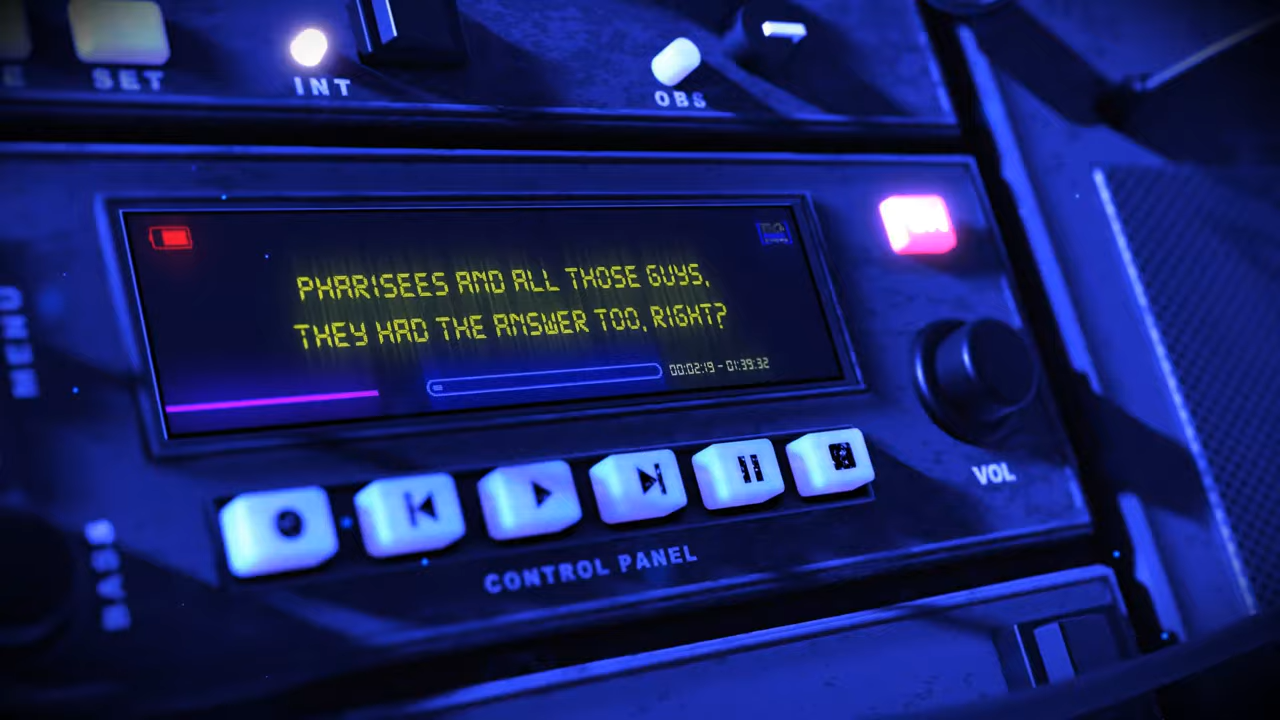 SET
INT
OBS
PHARISEES AND ALL THOSE GUYS,
THEY HAD THE ANSWER TOO, RIGHT?
00:02:19 - 01:39:32
MENU
VOL
CONTROL PANEL